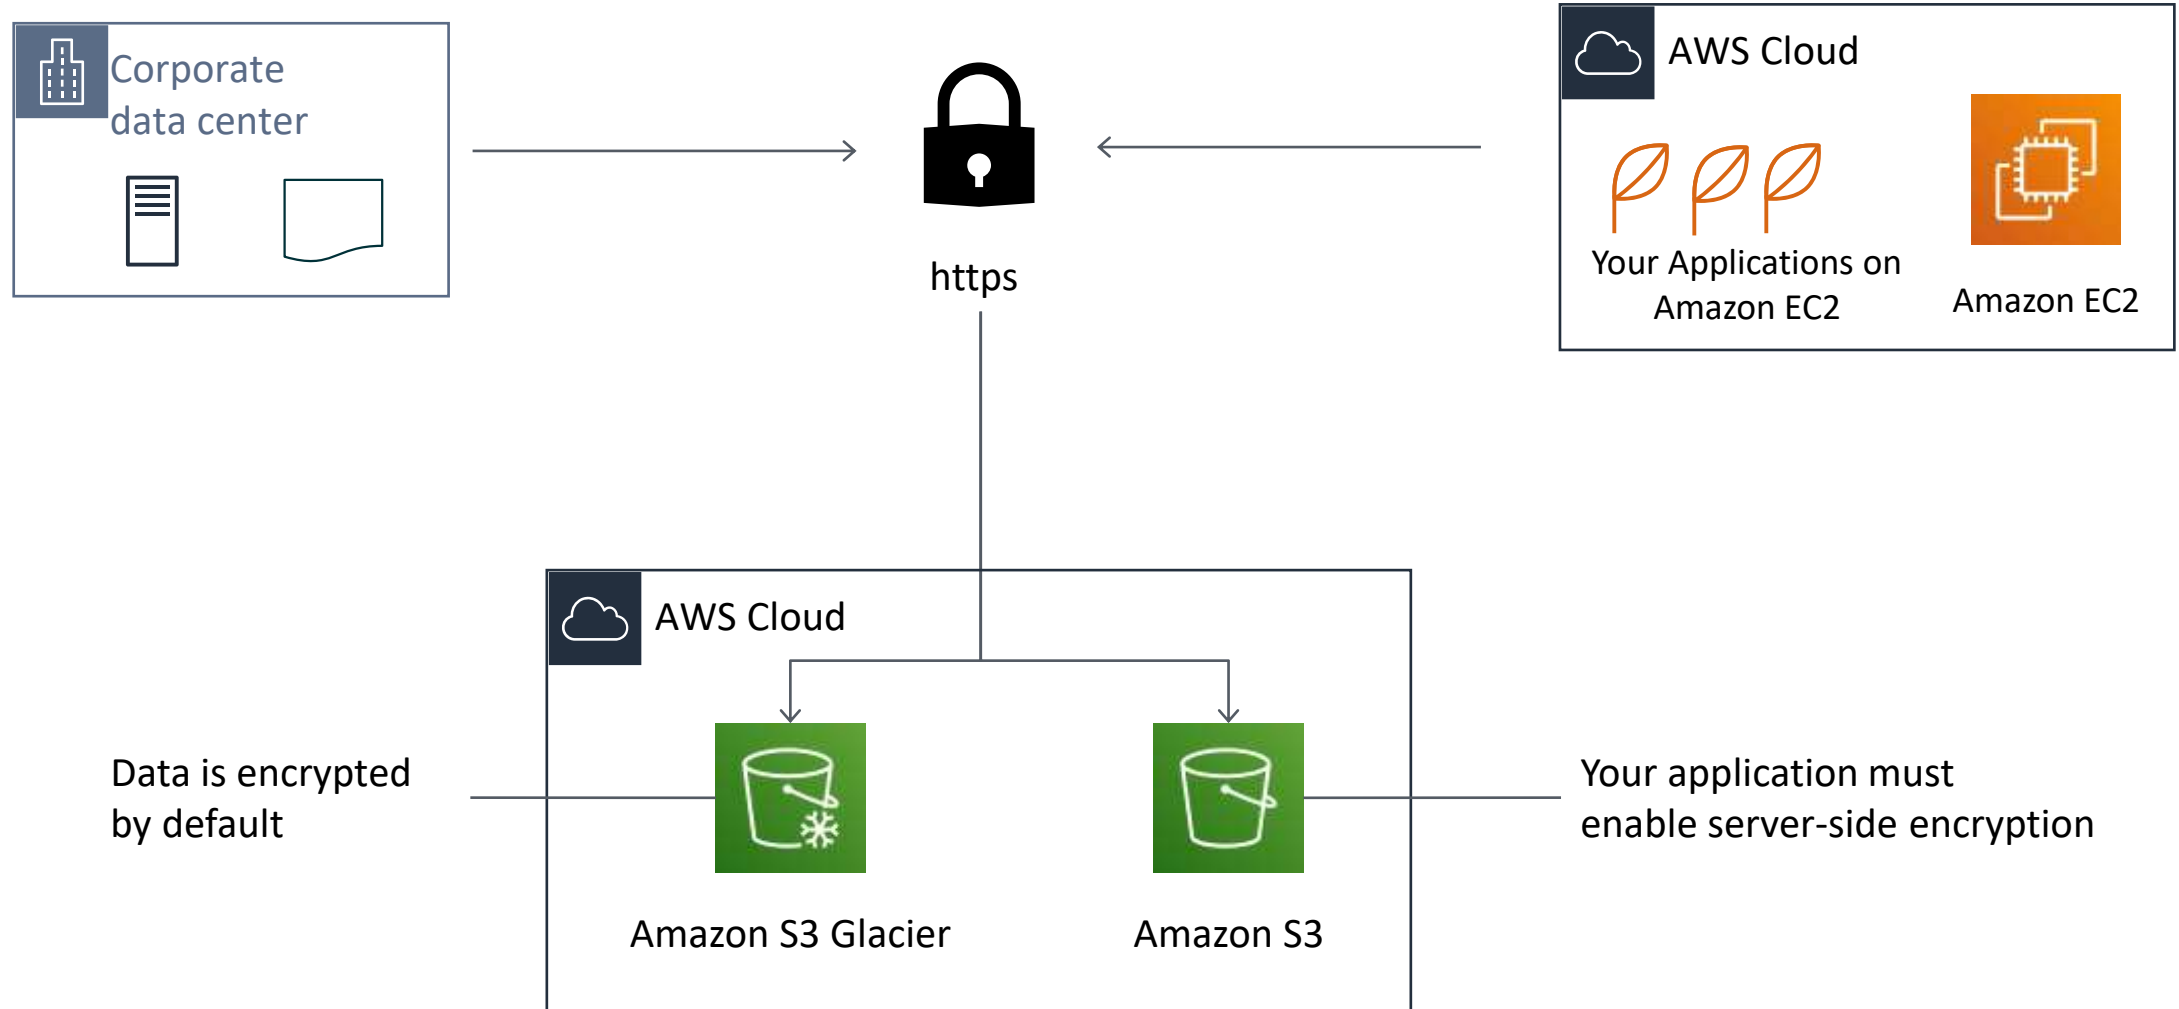 Corporate
data center
https
AWS Cloud
Your Applications on
Amazon EC2
Amazon EC2
AWS Cloud
Data is encrypted
by default
Amazon S3 Glacier
Amazon S3
Your application must
enable server-side encryption